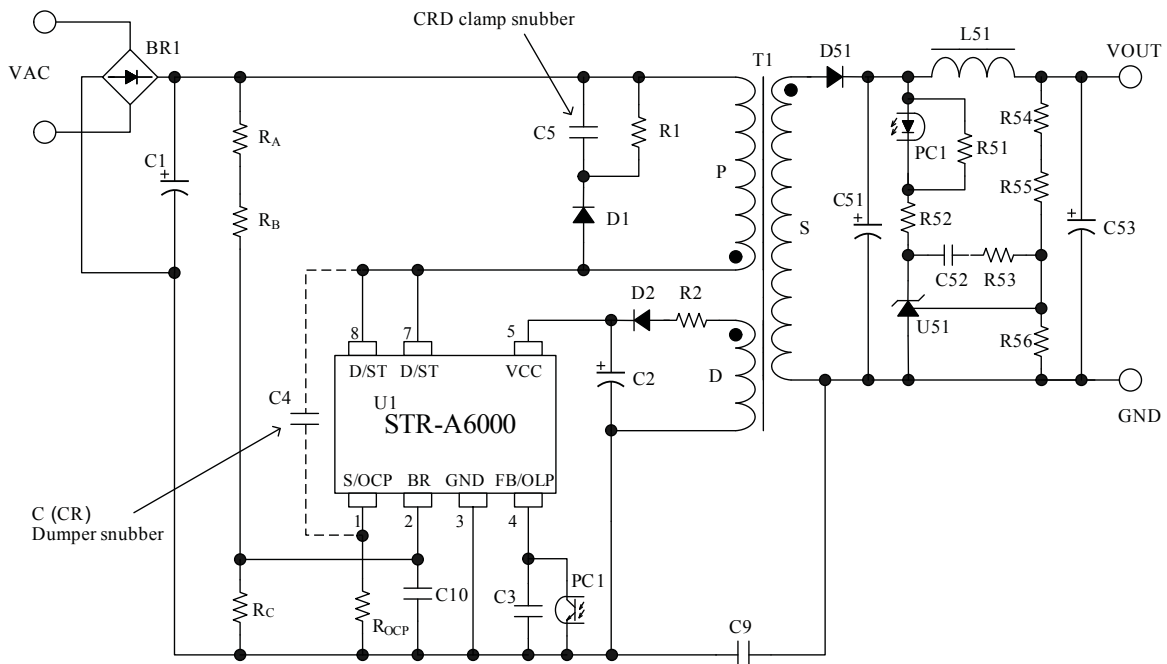 CRD clamp snubber
BR1
VAC
T1
D51
L51
VOUT
C1
RA
RB
C5
R1
P
S
PC1
R51
R54
R55
R52
C51
C53
D1
C52
R53
U51
R56
D2
R2
D
C2
GND
8
7
5
D/ST
D/ST
VCC
C4
U1
STR-A6000
S/OCP
BR
GND
FB/OLP
1
2
3
4
C (CR)
Dumper snubber
RC
ROCP
C10
C3
PC1
C9
+
+
+
+